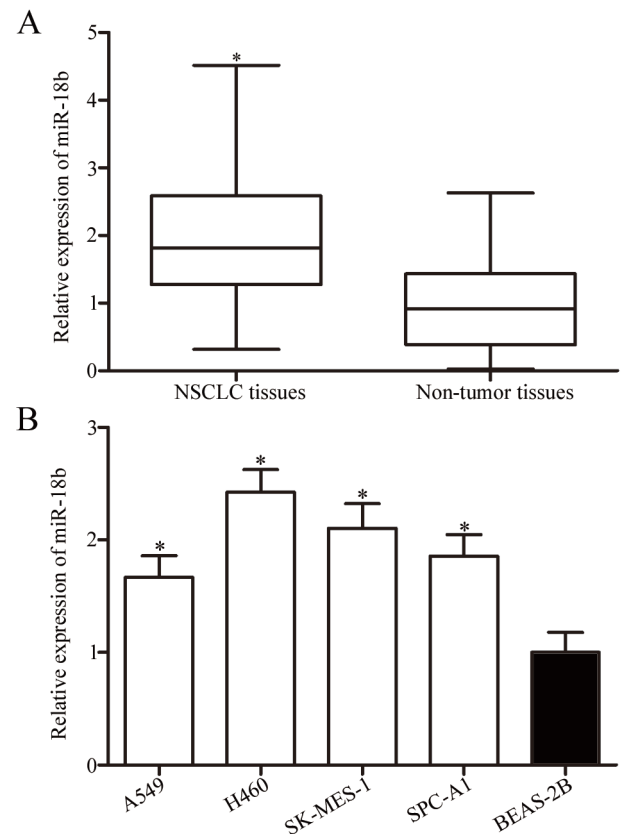 A
Relative expression of miR-18b
5
4
3
2
1
0
*
NSCLC tissues
Non-tumor tissues
B
Relative expression of miR-18b
3
2
1
0
*
*
*
*
A549
H460
SK-MES-1
SPC-A1
BEAS-2B